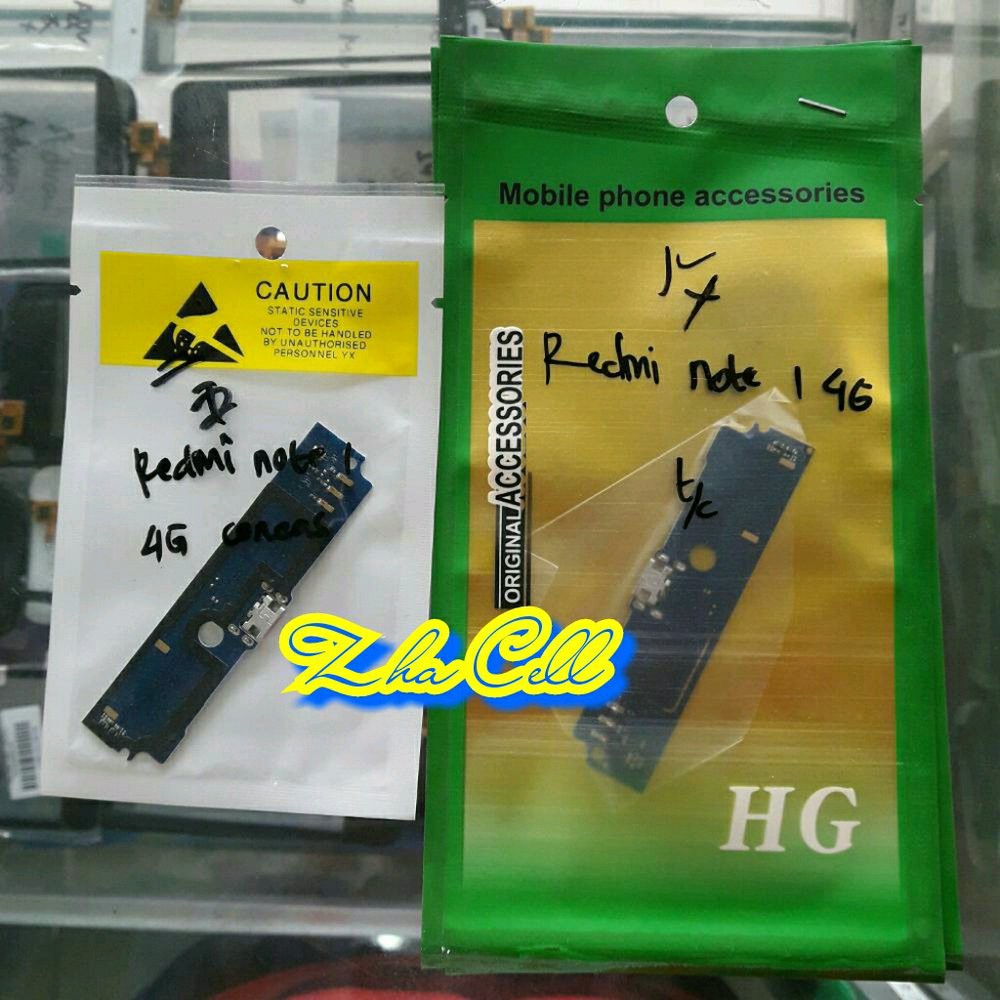 CAUTION
STATIC SENSITIVE
DEVICES
NOT TO BE HANDLED
BY UNAUTHORISED
PERSONNEL YX
Redmi note 1
4G concas
Zha Cell
Mobile phone accessories
Redmi note 1 4G
t/c
ORIGINAL ACCESSORIES
HG